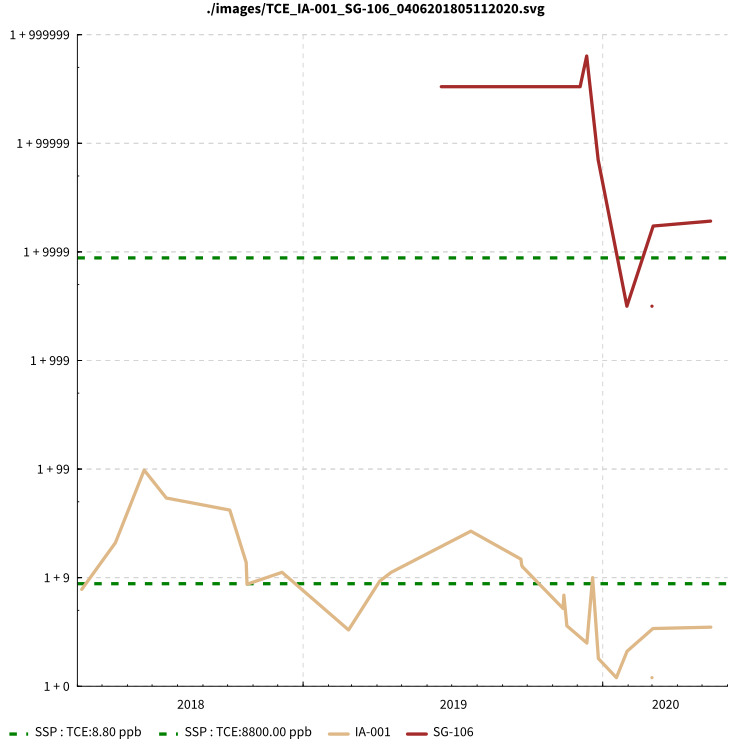 ./images/TCE_IA-001_SG-106_0406201805112020.svg
1 + 999999
1 + 99999
1 + 9999
1 + 999
1 + 99
1 + 9
1 + 0
2018 2019 2020
SSP : TCE:8.80 ppb SSP : TCE:8800.00 ppb IA-001 SG-106